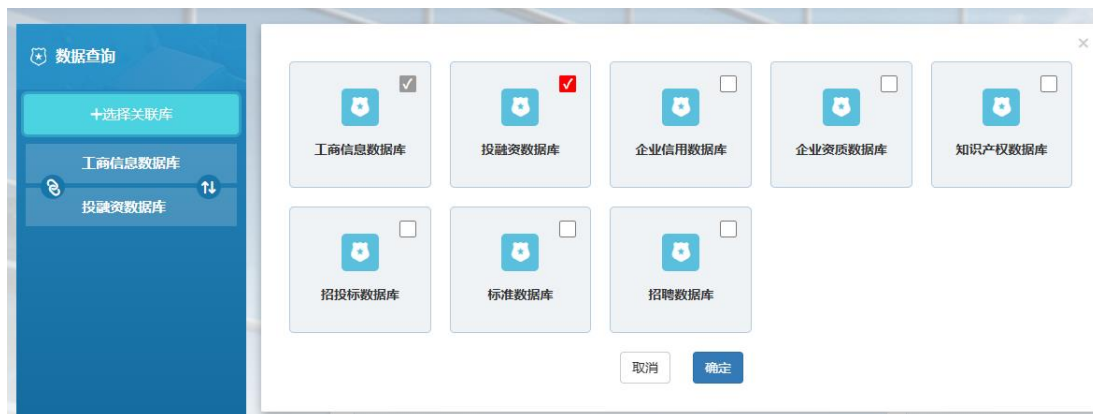 数据查询
+选择关联库
工商信息数据库
投融资数据库
工商信息数据库
投融资数据库
企业信用数据库
企业资质数据库
知识产权数据库
招投标数据库
标准数据库
招聘数据库
取消
确定